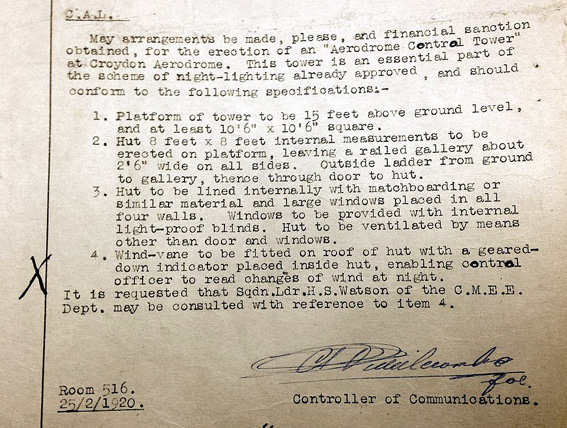 C.A.L.
May arrangements be made, please, and financial sanction
obtained, for the erection of an "Aerodrome Control Tower"
at Croydon Aerodrome. This tower is an essential part of
the scheme of night-lighting already approved , and should
conform to the following specifications:-
1. Platform of tower to be 15 feet above ground level,
and at least 10'6" x 10'6" square.
2. Hut 8 feet x 8 feet internal measurements to be
erected on platform, leaving a railed gallery about
2'6" wide on all sides. Outside ladder from ground
to gallery, thence through door to hut.
3. Hut to be lined internally with matchboarding or
similar material and large windows placed in all
four walls. Windows to be provided with internal
light-proof blinds. Hut to be ventilated by means
other than door and windows.
4. Wind-vane to be fitted on roof of hut with a geared-
down indicator placed inside hut, enabling control
officer to read changes of wind at night.
X
It is requested that Sqdn.Ldr.H.S.Watson of the C.M.E.E.
Dept. may be consulted with reference to item 4.
Room 516.
25/2/1920.
Controller of Communications.